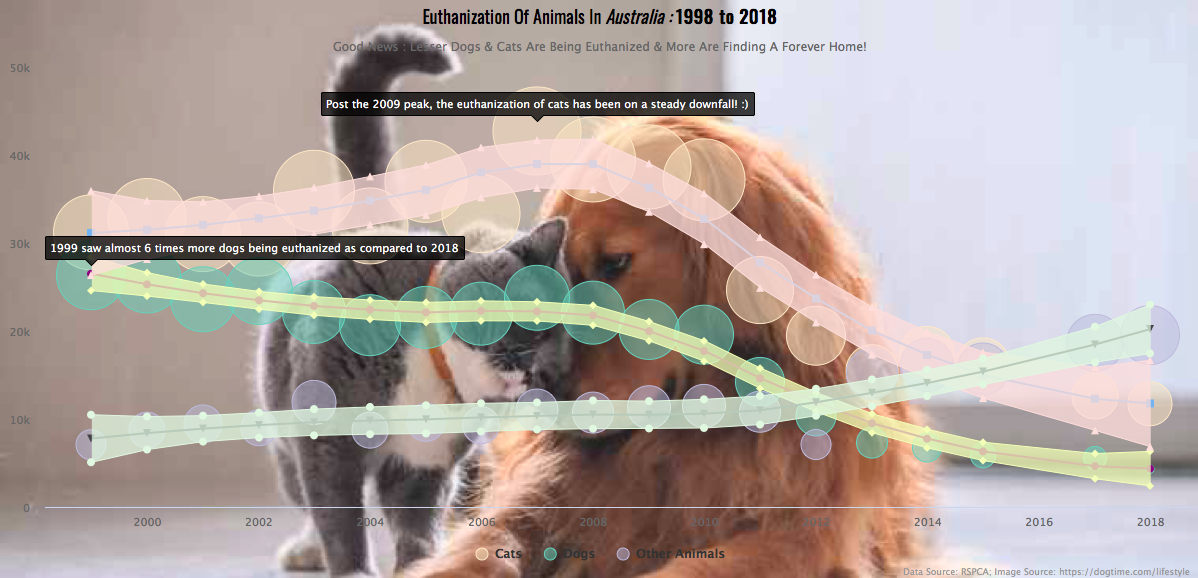 Euthanization Of Animals In Australia : 1998 to 2018
Good News : Lesser Dogs & Cats Are Being Euthanized & More Are Finding A Forever Home!
50k
Post the 2009 peak, the euthanization of cats has been on a steady downfall! :)
40k
30k
1999 saw almost 6 times more dogs being euthanized as compared to 2018
20k
10k
0
2000 2002 2004 2006 2008 2010 2012 2014 2016 2018
Cats Dogs Other Animals
Data Source: RSPCA; Image Source: https://dogtime.com/lifestyle